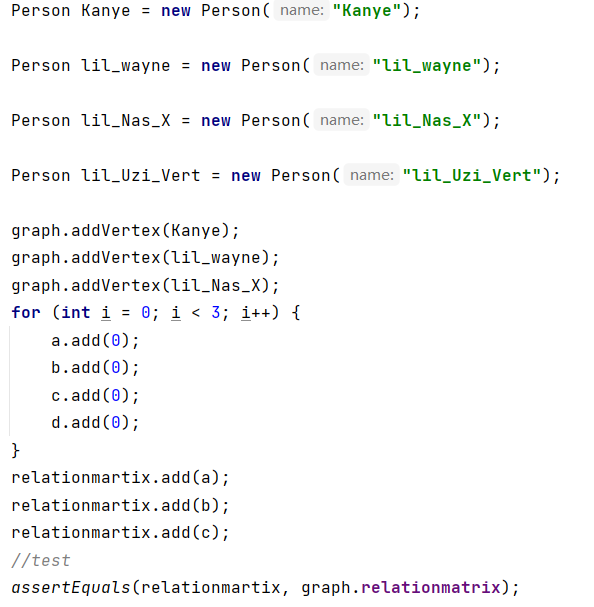 Person Kanye = new Person( name: "Kanye");
Person lil_wayne = new Person( name: "lil_wayne");
Person lil_Nas_X = new Person( name: "lil_Nas_X");
Person lil_Uzi_Vert = new Person( name: "lil_Uzi_Vert");
graph.addVertex(Kanye);
graph.addVertex(lil_wayne);
graph.addVertex(lil_Nas_X);
for (int i = 0; i < 3; i++) {
    a.add(0);
    b.add(0);
    c.add(0);
    d.add(0);
}
relationmartix.add(a);
relationmartix.add(b);
relationmartix.add(c);
//test
assertEquals(relationmartix, graph.relationmatrix);